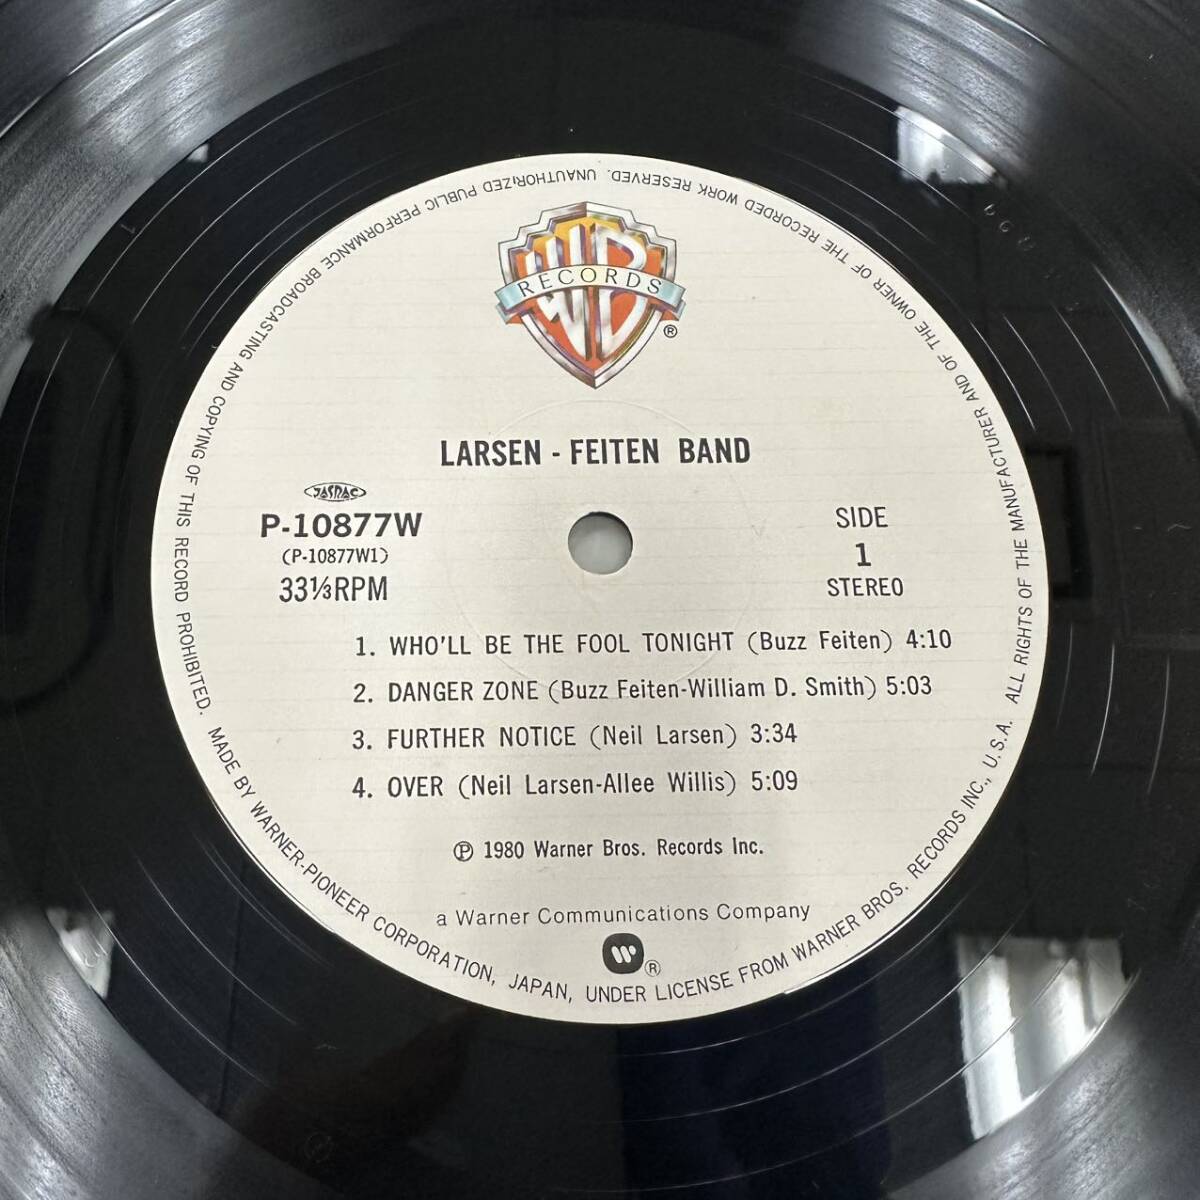 RECORDS
®
LARSEN - FEITEN BAND
JASRAC
P-10877W
(P-10877W1)
33⅓RPM
SIDE
1
STEREO
1. WHO'LL BE THE FOOL TONIGHT (Buzz Feiten) 4:10
2. DANGER ZONE (Buzz Feiten-William D. Smith) 5:03
3. FURTHER NOTICE (Neil Larsen) 3:34
4. OVER (Neil Larsen-Allee Willis) 5:09
Ⓟ 1980 Warner Bros. Records Inc.
a Warner Communications Company
®
MADE BY WARNER-PIONEER CORPORATION, JAPAN, UNDER LICENSE FROM WARNER BROS. RECORDS INC., U.S.A. ALL RIGHTS OF THE MANUFACTURER AND OF THE OWNER OF THE RECORDED WORK RESERVED. UNAUTHORIZED PUBLIC PERFORMANCE BROADCASTING AND COPYING OF THIS RECORD PROHIBITED.